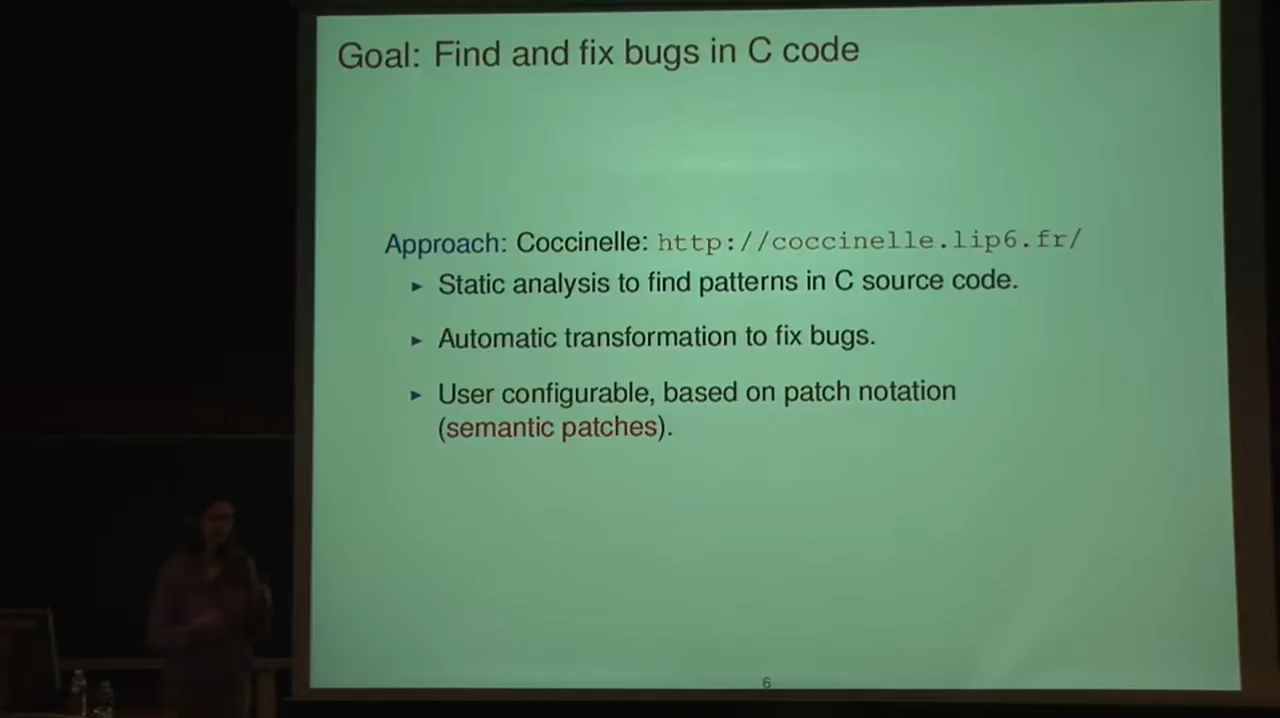 Goal: Find and fix bugs in C code
Approach: Coccinelle: http://coccinelle.lip6.fr/
► Static analysis to find patterns in C source code.
► Automatic transformation to fix bugs.
► User configurable, based on patch notation
(semantic patches).
6